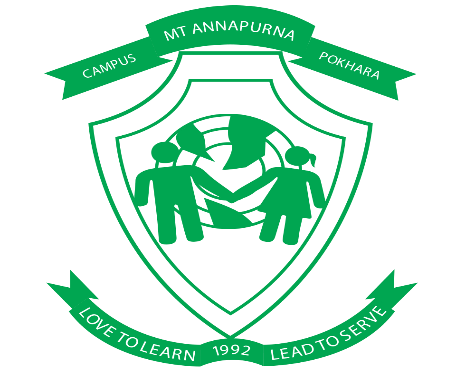 CAMPUS MT ANNAPURNA POKHARA
LOVE TO LEARN 1992 LEAD TO SERVE